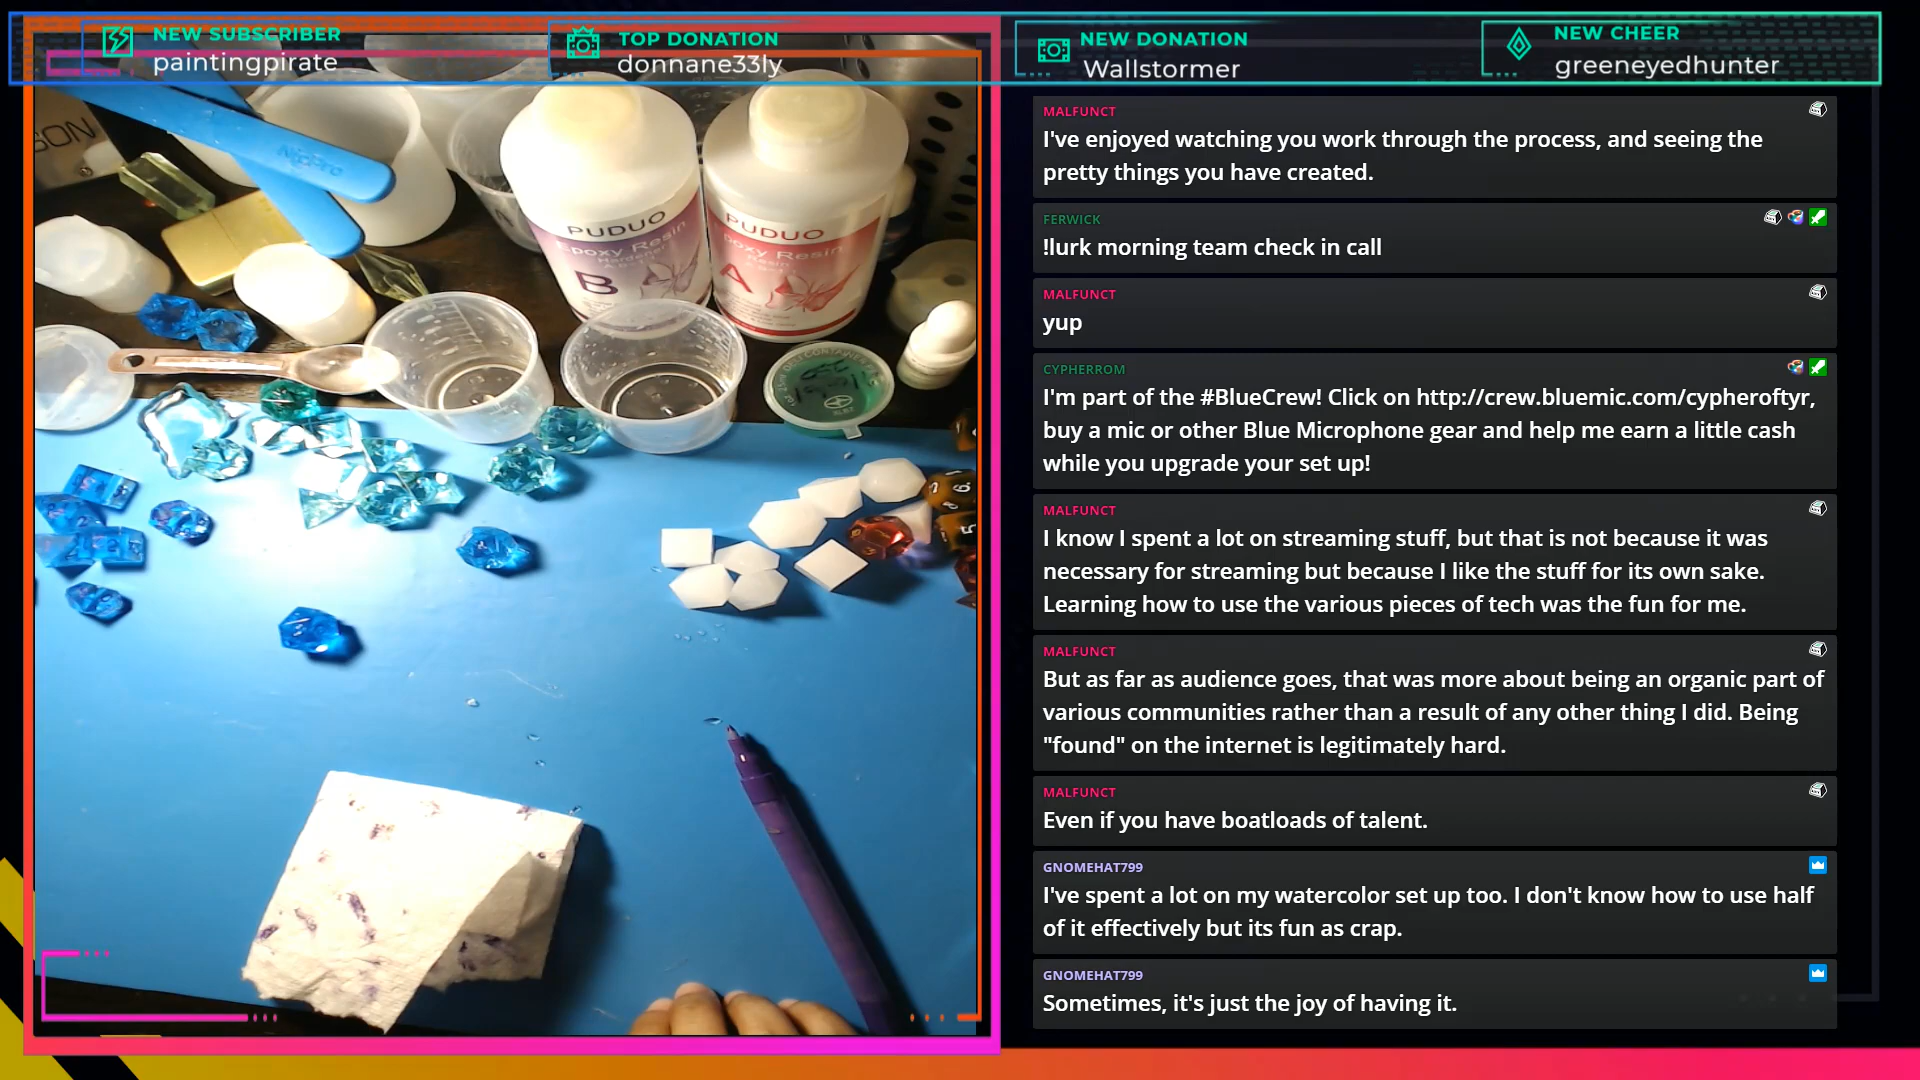 NEW SUBSCRIBER
paintingpirate
TOP DONATION
donnane33ly
NEW DONATION
Wallstormer
NEW CHEER
greeneyedhunter
SON
PUDUO
Epoxy Resin
B
PUDUO
Epoxy Resin
Resin
A
MALFUNCT
I've enjoyed watching you work through the process, and seeing the
pretty things you have created.
FERWICK
!lurk morning team check in call
MALFUNCT
yup
CYPHERROM
I'm part of the #BlueCrew! Click on http://crew.bluemic.com/cypheroftyr,
buy a mic or other Blue Microphone gear and help me earn a little cash
while you upgrade your set up!
MALFUNCT
I know I spent a lot on streaming stuff, but that is not because it was
necessary for streaming but because I like the stuff for its own sake.
Learning how to use the various pieces of tech was the fun for me.
MALFUNCT
But as far as audience goes, that was more about being an organic part of
various communities rather than a result of any other thing I did. Being
"found" on the internet is legitimately hard.
MALFUNCT
Even if you have boatloads of talent.
GNOMEHAT799
I've spent a lot on my watercolor set up too. I don't know how to use half
of it effectively but its fun as crap.
GNOMEHAT799
Sometimes, it's just the joy of having it.